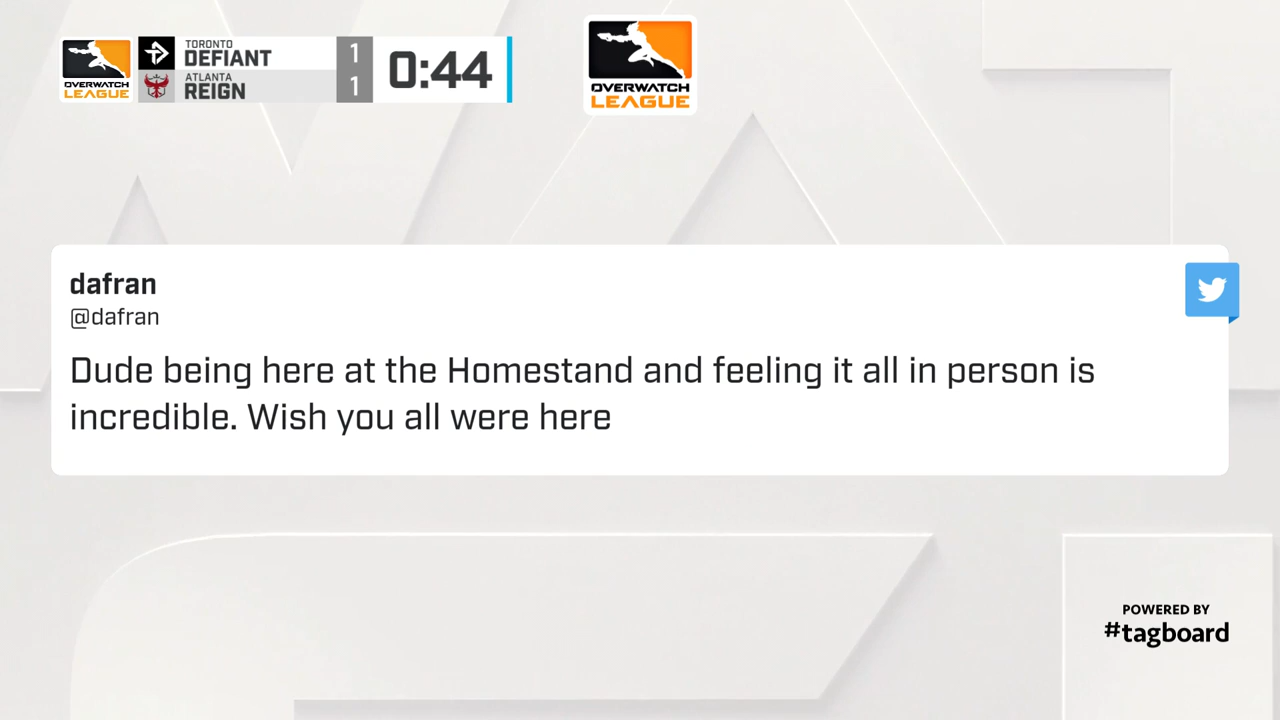 TORONTO
DEFIANT 1
ATLANTA
REIGN 1
0:44
OVERWATCH
LEAGUE
OVERWATCH
LEAGUE
dafran
@dafran
Dude being here at the Homestand and feeling it all in person is
incredible. Wish you all were here
POWERED BY
#tagboard